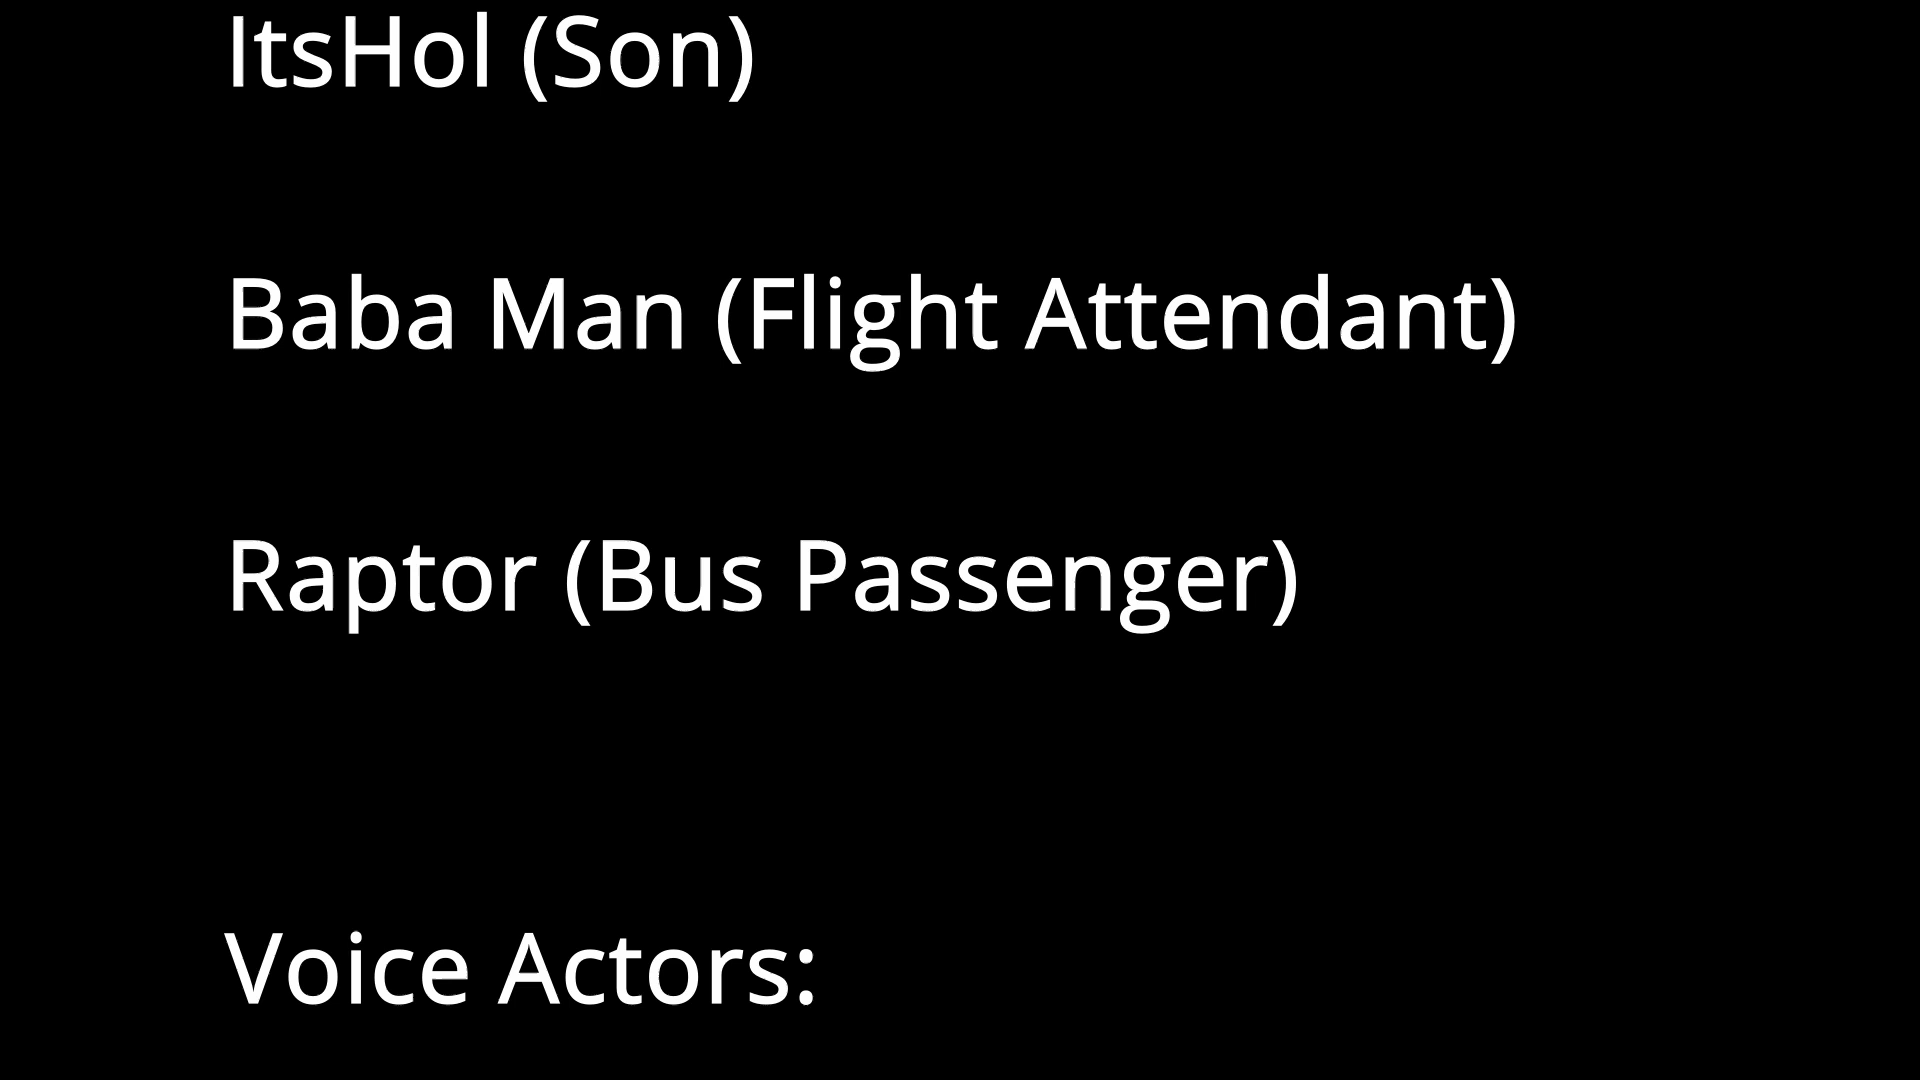 ItsHol (Son)
Baba Man (Flight Attendant)
Raptor (Bus Passenger)
Voice Actors: